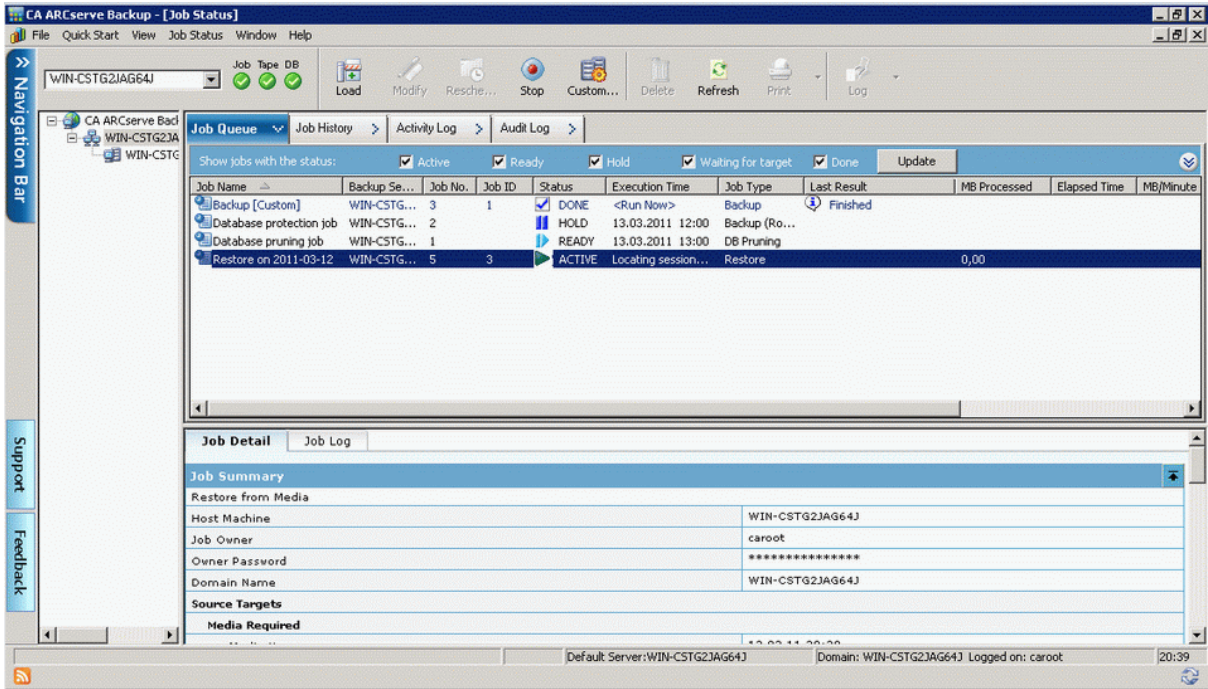 CA ARCserve Backup - [Job Status]
File Quick Start View Job Status Window Help
Navigation Bar
WIN-CSTG2JAG64J
Job Tape DB
Load Modify Resche... Stop Custom... Delete Refresh Print Log
CA ARCserve Back
WIN-CSTG2JA
WIN-CSTG
Job Queue Job History Activity Log Audit Log
Show jobs with the status: Active Ready Hold Waiting for target Done Update
Job Name Backup Se... Job No. Job ID Status Execution Time Job Type Last Result MB Processed Elapsed Time MB/Minute
Backup [Custom] WIN-CSTG... 3 1 DONE <Run Now> Backup Finished
Database protection job WIN-CSTG... 2 HOLD 13.03.2011 12:00 Backup (Ro...
Database pruning job WIN-CSTG... 1 READY 13.03.2011 13:00 DB Pruning
Restore on 2011-03-12 WIN-CSTG... 5 3 ACTIVE Locating session... Restore 0,00
Support
Feedback
Job Detail Job Log
Job Summary
Restore from Media
Host Machine WIN-CSTG2JAG64J
Job Owner caroot
Owner Password ***************
Domain Name WIN-CSTG2JAG64J
Source Targets
Media Required
Default Server:WIN-CSTG2JAG64J Domain: WIN-CSTG2JAG64J Logged on: caroot 20:39